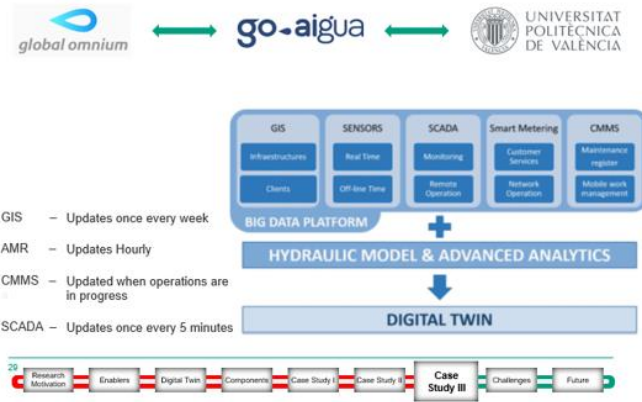 global omnium
go·aigua
UNIVERSITAT
POLITÈCNICA
DE VALÈNCIA
GIS
SENSORS
SCADA
Smart Metering
CMMS
Infraestructures
Real Time
Monitoring
Customer
Services
Maintenance
register
Clients
Off-line Time
Remote
Operation
Network
Operation
Mobile work
management
BIG DATA PLATFORM
HYDRAULIC MODEL & ADVANCED ANALYTICS
DIGITAL TWIN
GIS – Updates once every week
AMR – Updates Hourly
CMMS – Updated when operations are
in progress
SCADA – Updates once every 5 minutes
29
Research
Motivation
Enablers
Digital Twin
Components
Case Study I
Case Study II
Case
Study III
Challenges
Future